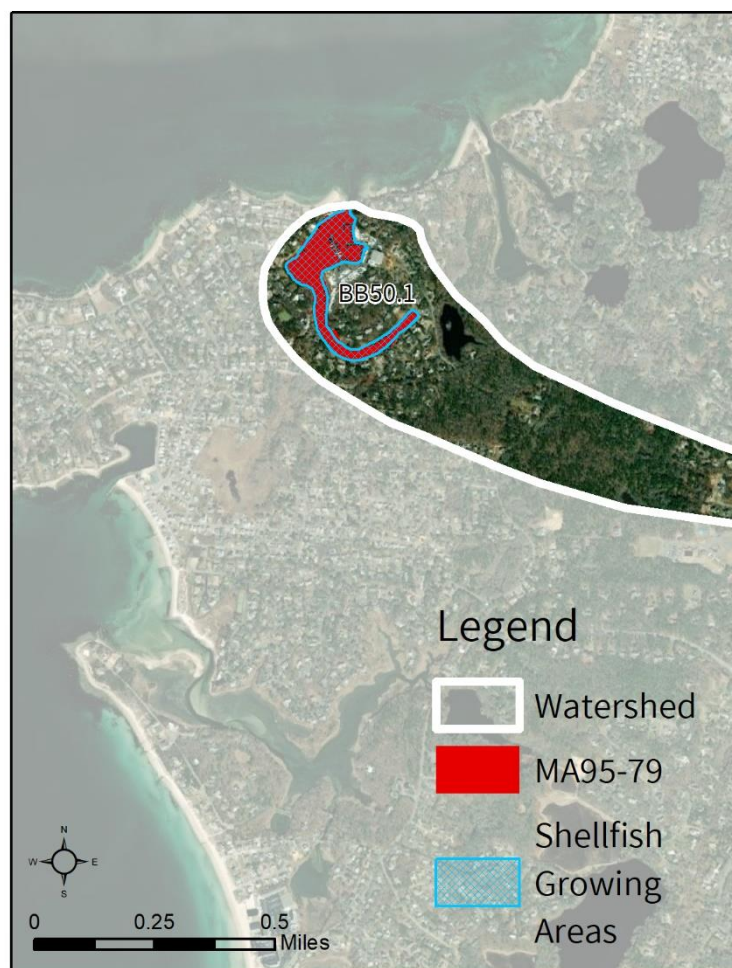 BB50.1
Legend
Watershed
MA95-79
Shellfish
Growing
Areas
N
W E
S
0 0.25 0.5
Miles